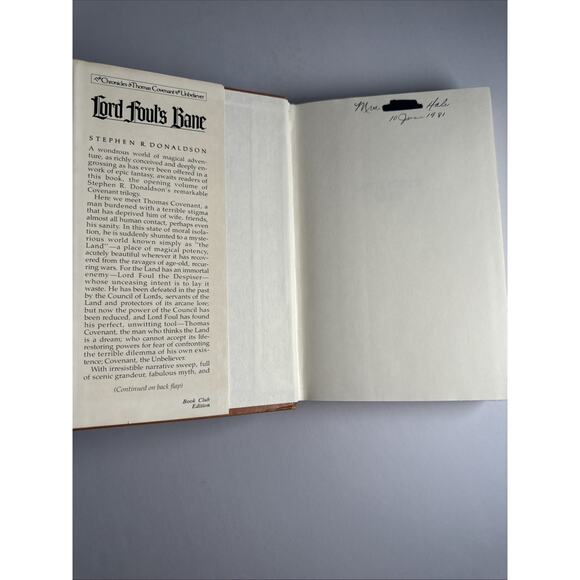 The Chronicles of Thomas Covenant the Unbeliever
Lord Foul's Bane
STEPHEN R. DONALDSON
A wondrous world of magical adven-
ture, as richly conceived and deeply en-
grossing as has ever been offered in a
work of epic fantasy, awaits readers of
this book, the opening volume of
Stephen R. Donaldson's remarkable
Covenant trilogy.
Here we meet Thomas Covenant, a
man burdened with a terrible stigma
that has deprived him of wife, friends,
almost all human contact, perhaps even
his sanity. In this state of moral isola-
tion, he is suddenly shunted to a myste-
rious world known simply as "the
Land"—a place of magical potency,
acutely beautiful wherever it has recov-
ered from the ravages of age-old, recur-
ring wars. For the Land has an immortal
enemy—Lord Foul the Despiser—
whose unceasing intent is to lay it
waste. He has been defeated in the past
by the Council of Lords, servants of the
Land and protectors of its arcane lore;
but now the power of the Council has
been reduced, and Lord Foul has found
his perfect, unwitting tool—Thomas
Covenant, the man who thinks the Land
is a dream; who cannot accept its life-
restoring powers for fear of confronting
the terrible dilemma of his own exis-
tence; Covenant, the Unbeliever.
With irresistible narrative sweep, full
of scenic grandeur, fabulous myth, and
(Continued on back flap)
Book Club
Edition
Mrs. Hale
10 June 1981